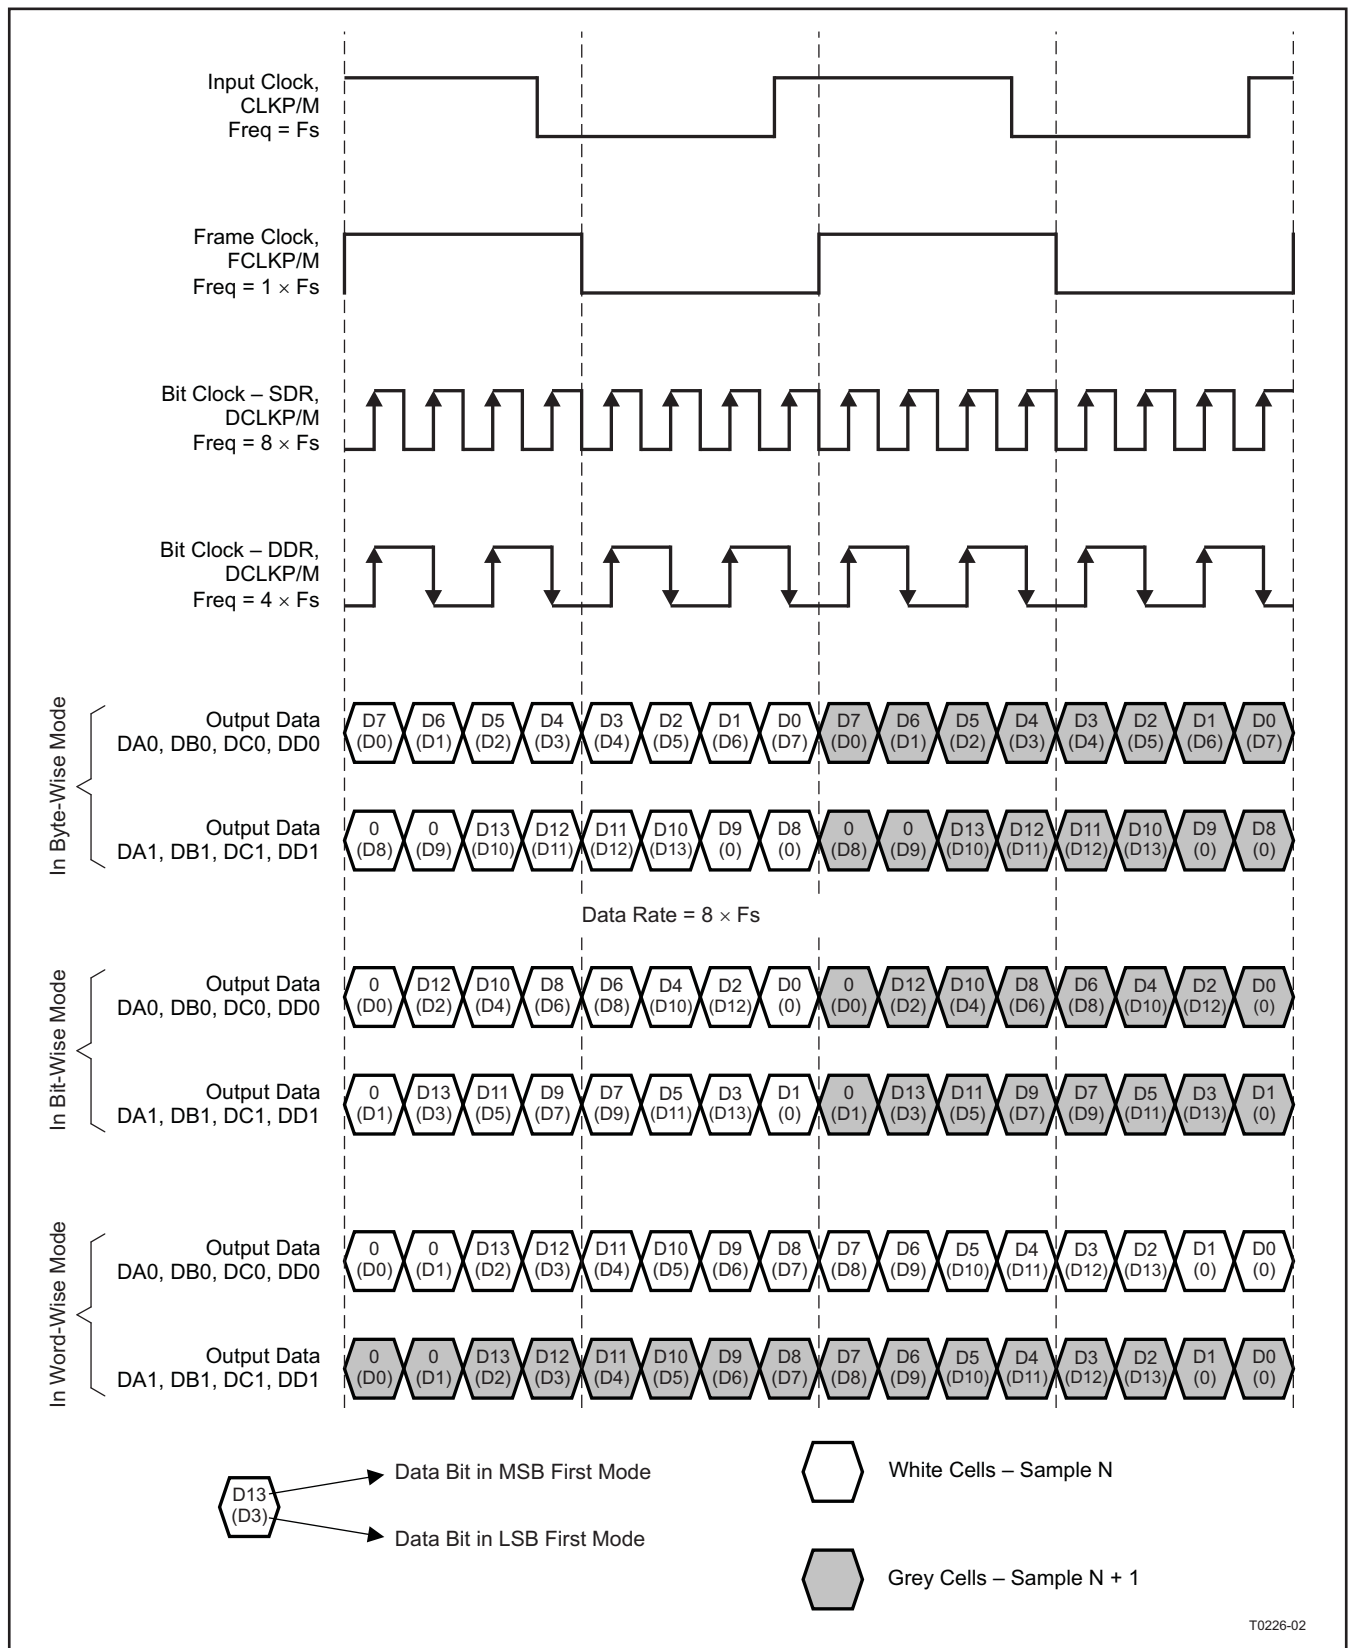 Input Clock,
CLKP/M
Freq = Fs
Frame Clock,
FCLKP/M
Freq = 1 × Fs
Bit Clock – SDR,
DCLKP/M
Freq = 8 × Fs
Bit Clock – DDR,
DCLKP/M
Freq = 4 × Fs
In Byte-Wise Mode
Output Data
DA0, DB0, DC0, DD0
D7 D6 D5 D4 D3 D2 D1 D0 D7 D6 D5 D4 D3 D2 D1 D0
(D0) (D1) (D2) (D3) (D4) (D5) (D6) (D7) (D0) (D1) (D2) (D3) (D4) (D5) (D6) (D7)
Output Data
DA1, DB1, DC1, DD1
0 0 D13 D12 D11 D10 D9 D8 0 0 D13 D12 D11 D10 D9 D8
(D8) (D9) (D10) (D11) (D12) (D13) (0) (0) (D8) (D9) (D10) (D11) (D12) (D13) (0) (0)
Data Rate = 8 × Fs
In Bit-Wise Mode
Output Data
DA0, DB0, DC0, DD0
0 D12 D10 D8 D6 D4 D2 D0 0 D12 D10 D8 D6 D4 D2 D0
(D0) (D2) (D4) (D6) (D8) (D10) (D12) (0) (D0) (D2) (D4) (D6) (D8) (D10) (D12) (0)
Output Data
DA1, DB1, DC1, DD1
0 D13 D11 D9 D7 D5 D3 D1 0 D13 D11 D9 D7 D5 D3 D1
(D1) (D3) (D5) (D7) (D9) (D11) (D13) (0) (D1) (D3) (D5) (D7) (D9) (D11) (D13) (0)
In Word-Wise Mode
Output Data
DA0, DB0, DC0, DD0
0 0 D13 D12 D11 D10 D9 D8 D7 D6 D5 D4 D3 D2 D1 D0
(D0) (D1) (D2) (D3) (D4) (D5) (D6) (D7) (D8) (D9) (D10) (D11) (D12) (D13) (0) (0)
Output Data
DA1, DB1, DC1, DD1
0 0 D13 D12 D11 D10 D9 D8 D7 D6 D5 D4 D3 D2 D1 D0
(D0) (D1) (D2) (D3) (D4) (D5) (D6) (D7) (D8) (D9) (D10) (D11) (D12) (D13) (0) (0)
D13
(D3)
Data Bit in MSB First Mode
Data Bit in LSB First Mode
White Cells – Sample N
Grey Cells – Sample N + 1
T0226-02